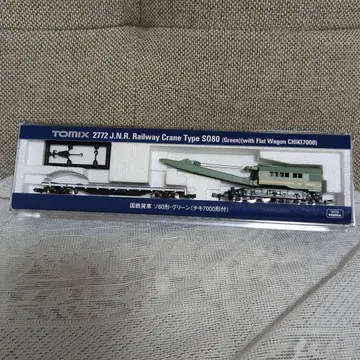 TOMIX 2772 J.N.R. Railway Crane Type SO80 (Green)(with Flat Wagon CHIKI7000)
国鉄貨車 ソ80形・グリーン(チキ7000形付)